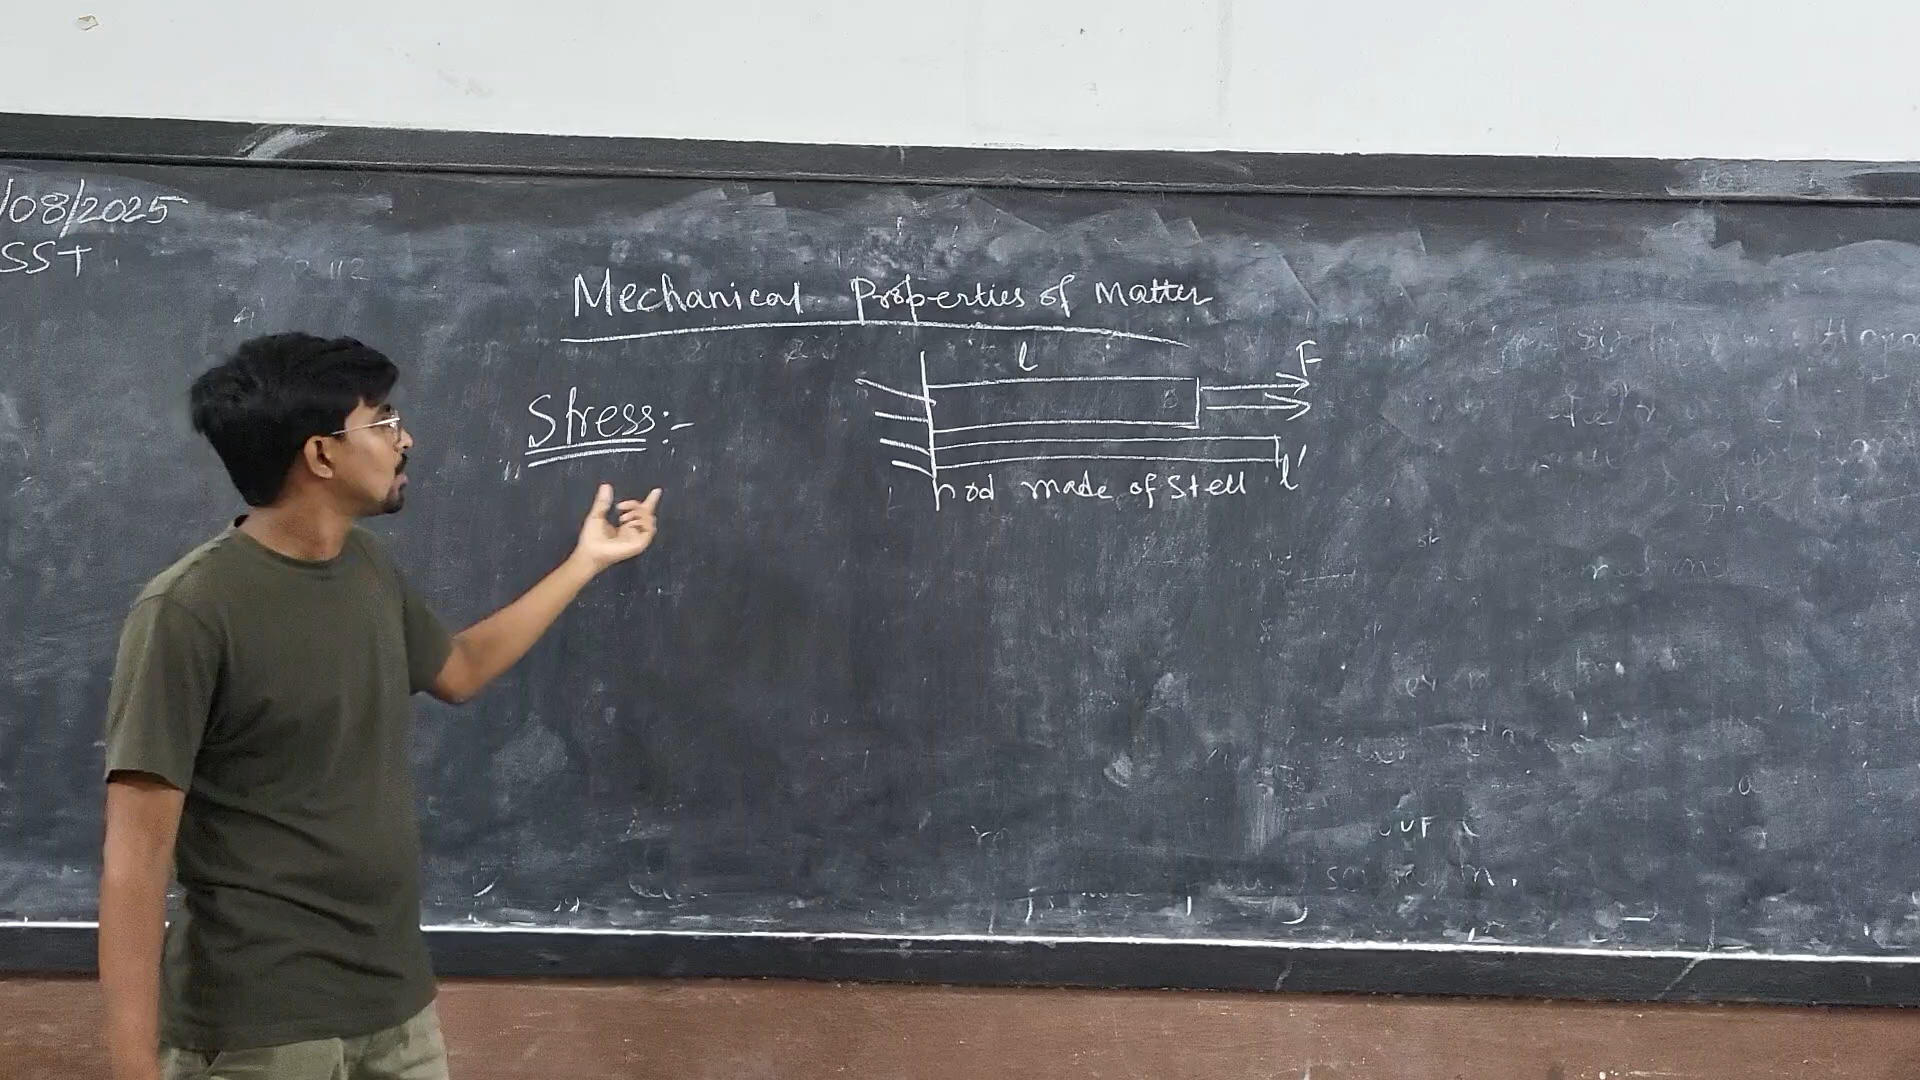 /08/2025
SST
Mechanical Properties of Matter
l
F
Stress:-
rod made of Stell l'